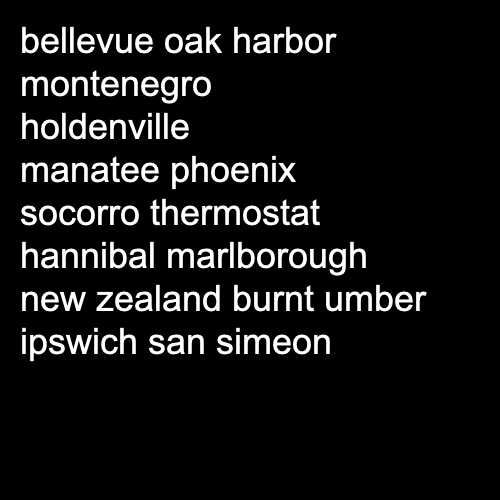 bellevue oak harbor
montenegro
holdenville
manatee phoenix
socorro thermostat
hannibal marlborough
new zealand burnt umber
ipswich san simeon